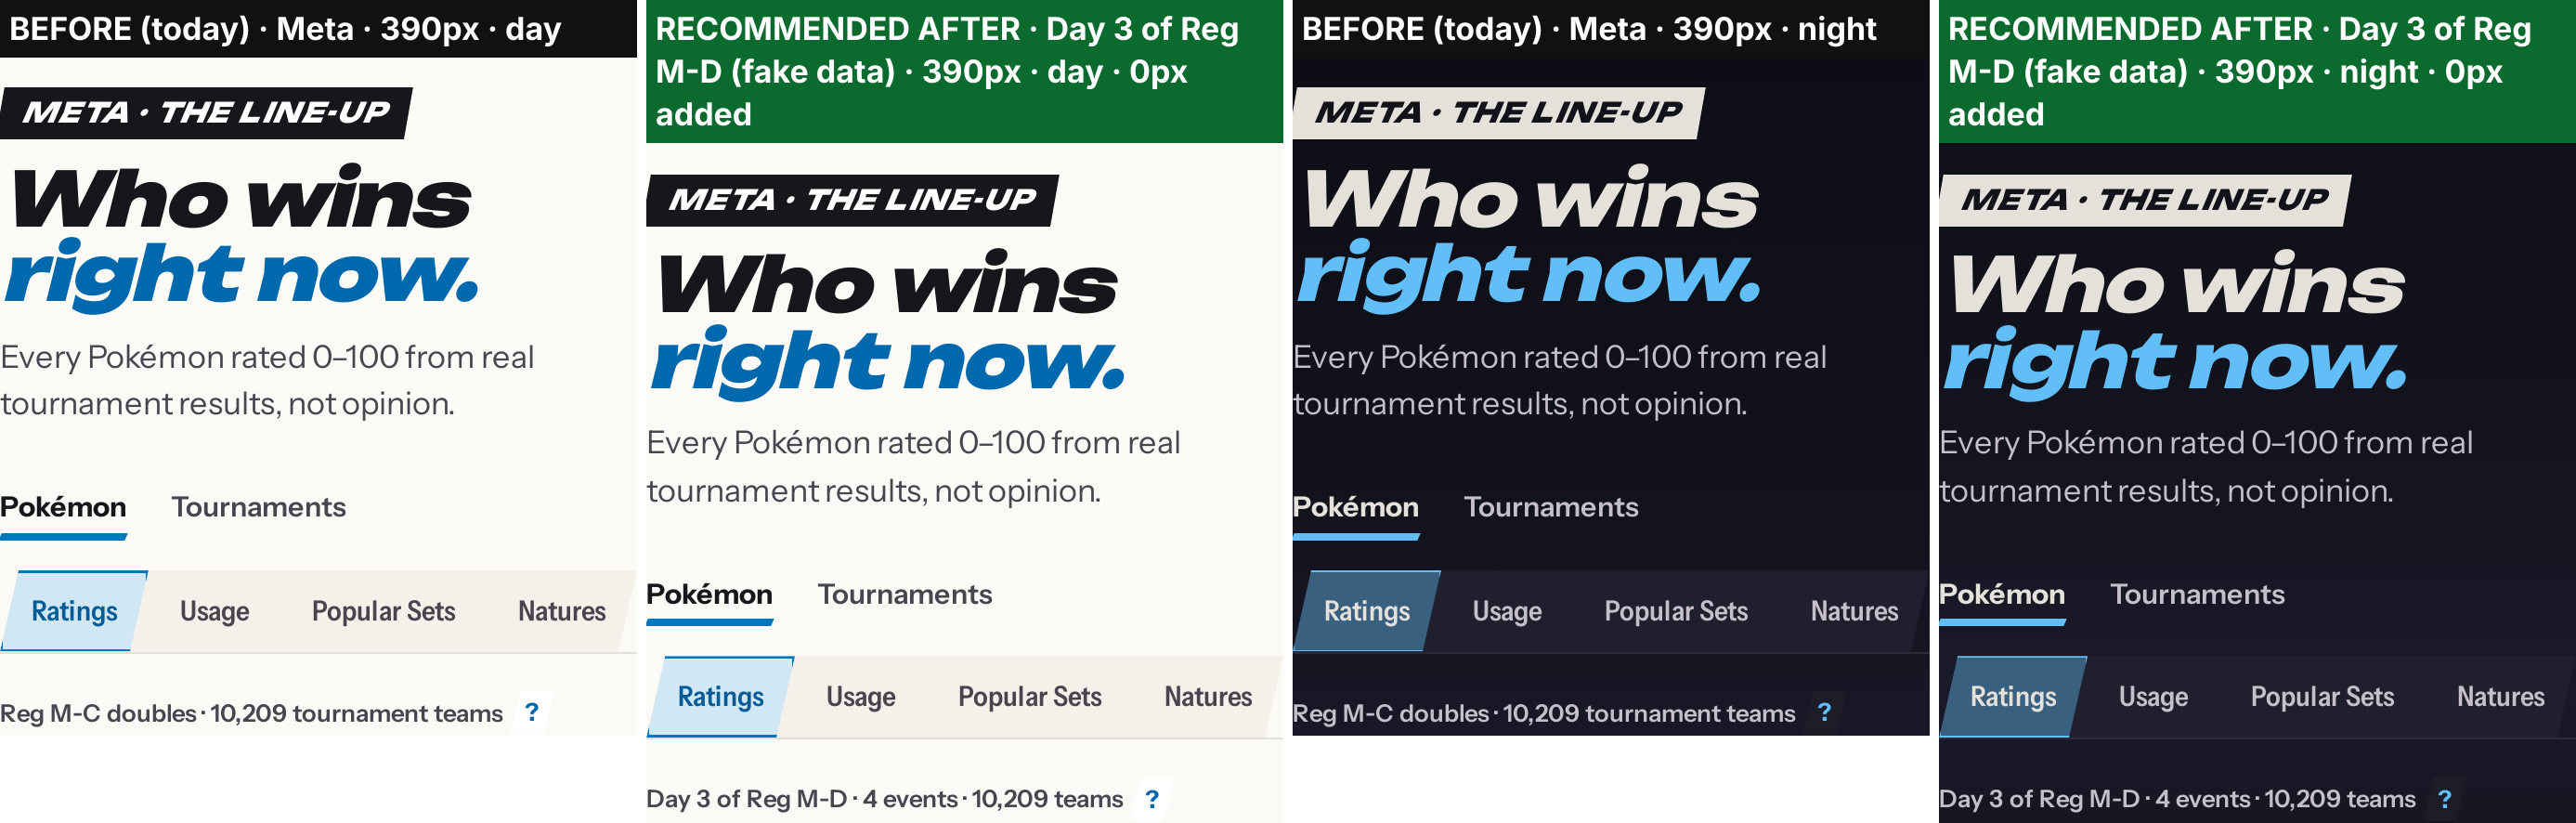 BEFORE (today) · Meta · 390px · day
META · THE LINE-UP
Who wins
right now.
Every Pokémon rated 0–100 from real
tournament results, not opinion.
Pokémon Tournaments
Ratings Usage Popular Sets Natures
Reg M-C doubles · 10,209 tournament teams ?
RECOMMENDED AFTER · Day 3 of Reg
M-D (fake data) · 390px · day · 0px
added
META · THE LINE-UP
Who wins
right now.
Every Pokémon rated 0–100 from real
tournament results, not opinion.
Pokémon Tournaments
Ratings Usage Popular Sets Natures
Day 3 of Reg M-D · 4 events · 10,209 teams ?
BEFORE (today) · Meta · 390px · night
META · THE LINE-UP
Who wins
right now.
Every Pokémon rated 0–100 from real
tournament results, not opinion.
Pokémon Tournaments
Ratings Usage Popular Sets Natures
Reg M-C doubles · 10,209 tournament teams ?
RECOMMENDED AFTER · Day 3 of Reg
M-D (fake data) · 390px · night · 0px
added
META · THE LINE-UP
Who wins
right now.
Every Pokémon rated 0–100 from real
tournament results, not opinion.
Pokémon Tournaments
Ratings Usage Popular Sets Natures
Day 3 of Reg M-D · 4 events · 10,209 teams ?